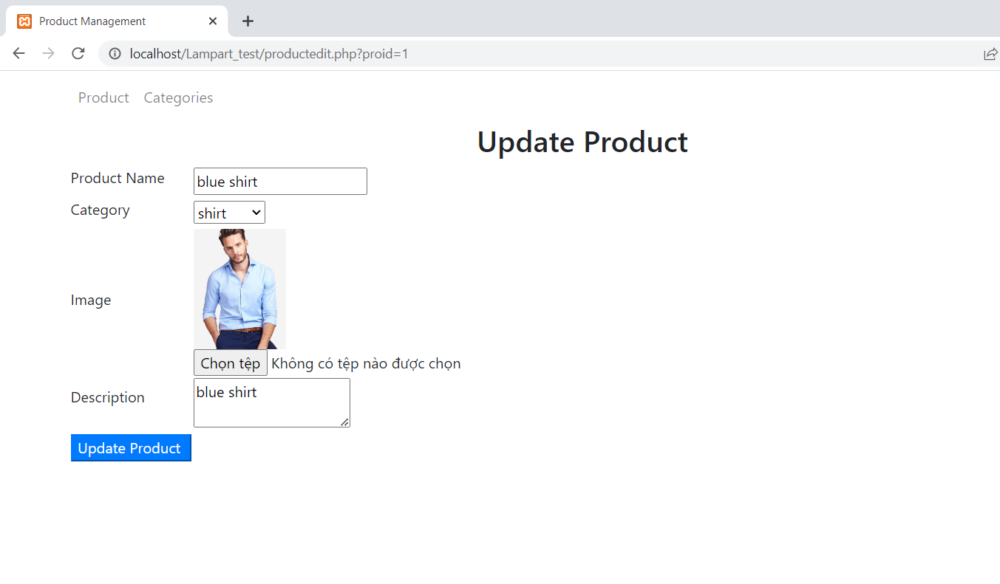 Product Management
localhost/Lampart_test/productedit.php?proid=1
Product Categories
Update Product
Product Name blue shirt
Category shirt
Image
Chọn tệp Không có tệp nào được chọn
Description blue shirt
Update Product